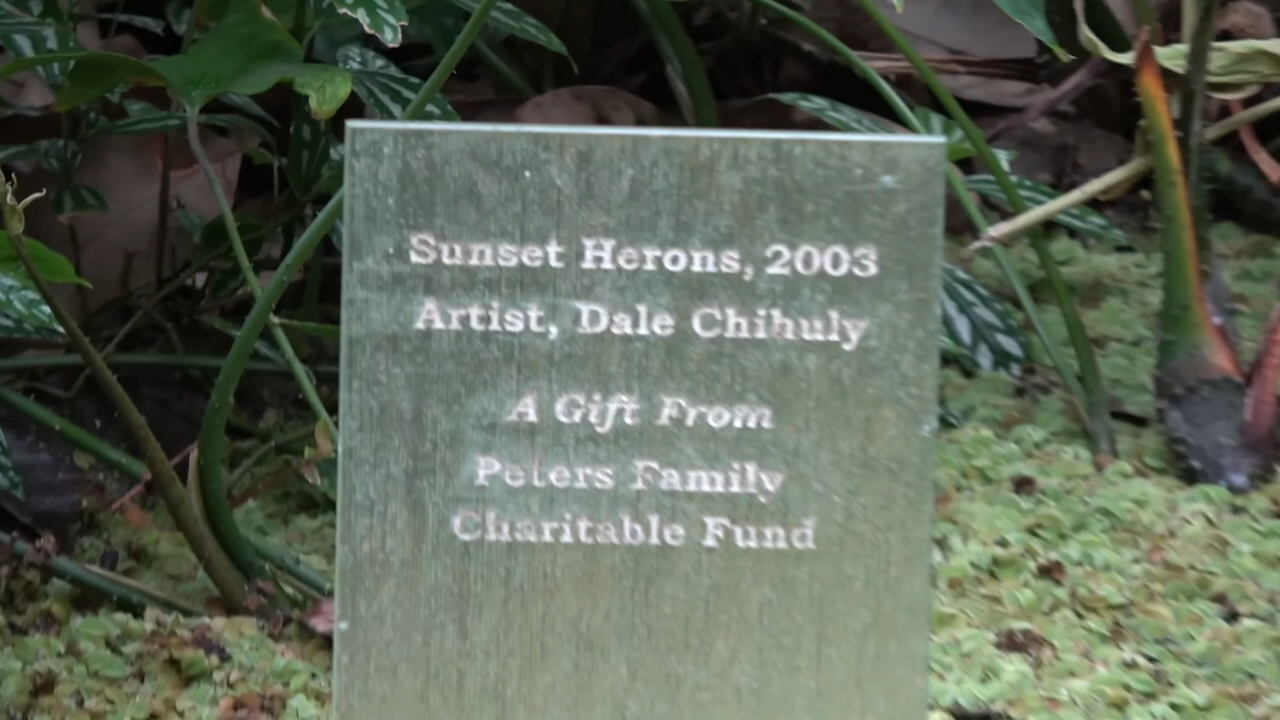 Sunset Herons, 2003
Artist, Dale Chihuly
A Gift From
Peters Family
Charitable Fund